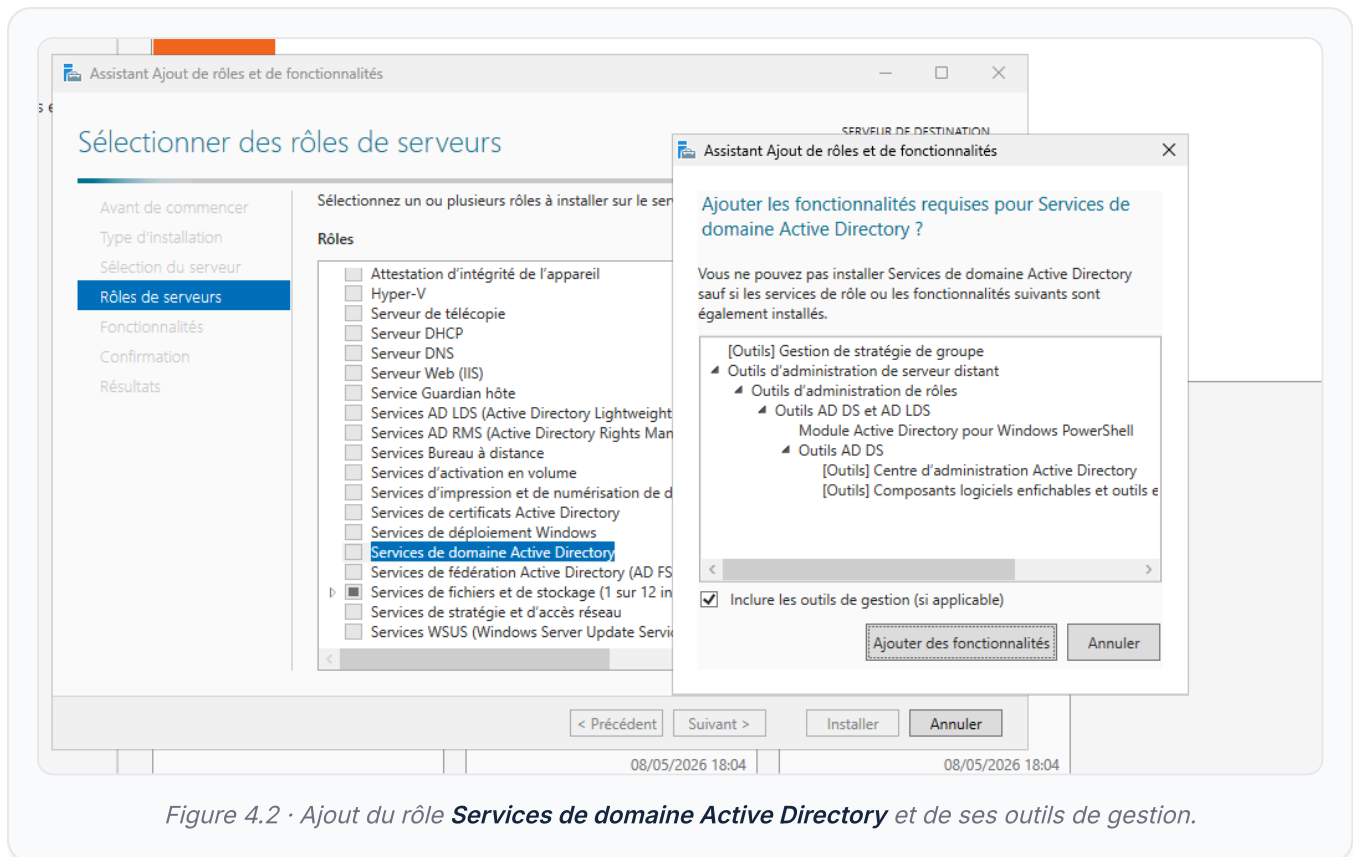 Assistant Ajout de rôles et de fonctionnalités
Sélectionner des rôles de serveurs
SERVEUR DE DESTINATION
Avant de commencer
Type d'installation
Sélection du serveur
Rôles de serveurs
Fonctionnalités
Confirmation
Résultats
Sélectionnez un ou plusieurs rôles à installer sur le
Rôles
Attestation d'intégrité de l'appareil
Hyper-V
Serveur de télécopie
Serveur DHCP
Serveur DNS
Serveur Web (IIS)
Service Guardian hôte
Services AD LDS (Active Directory Lightweight
Services AD RMS (Active Directory Rights Man
Services Bureau à distance
Services d'activation en volume
Services d'impression et de numérisation de d
Services de certificats Active Directory
Services de déploiement Windows
Services de domaine Active Directory
Services de fédération Active Directory (AD FS
Services de fichiers et de stockage (1 sur 12 in
Services de stratégie et d'accès réseau
Services WSUS (Windows Server Update Servic
< Précédent
Suivant >
Installer
Annuler
Assistant Ajout de rôles et de fonctionnalités
Ajouter les fonctionnalités requises pour Services de
domaine Active Directory ?
Vous ne pouvez pas installer Services de domaine Active Directory
sauf si les services de rôle ou les fonctionnalités suivants sont
également installés.
[Outils] Gestion de stratégie de groupe
Outils d'administration de serveur distant
Outils d'administration de rôles
Outils AD DS et AD LDS
Module Active Directory pour Windows PowerShell
Outils AD DS
[Outils] Centre d'administration Active Directory
[Outils] Composants logiciels enfichables et outils e
Inclure les outils de gestion (si applicable)
Ajouter des fonctionnalités
Annuler
08/05/2026 18:04
08/05/2026 18:04
Figure 4.2 · Ajout du rôle Services de domaine Active Directory et de ses outils de gestion.